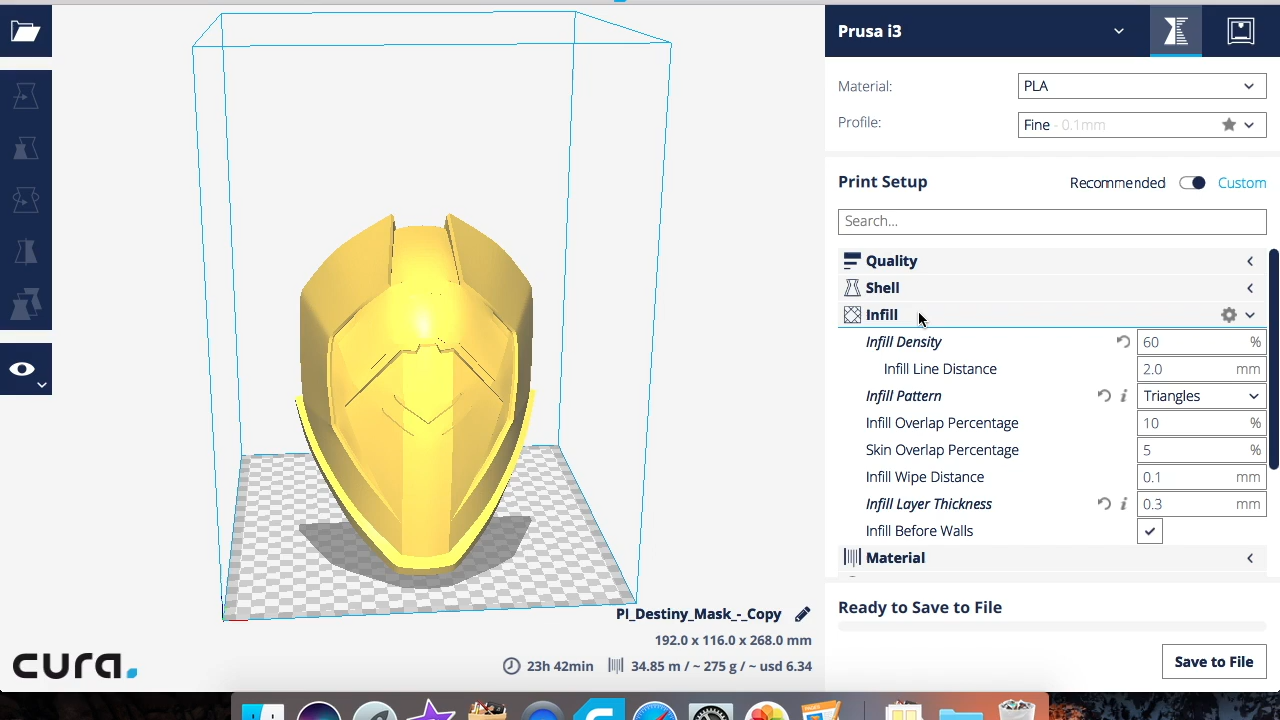 Prusa i3
Material: PLA
Profile: Fine - 0.1mm
Print Setup Recommended Custom
Search...
Quality
Shell
Infill
Infill Density 60 %
Infill Line Distance 2.0 mm
Infill Pattern i Triangles
Infill Overlap Percentage 10 %
Skin Overlap Percentage 5 %
Infill Wipe Distance 0.1 mm
Infill Layer Thickness i 0.3 mm
Infill Before Walls
Material
Ready to Save to File
Save to File
PI_Destiny_Mask_-_Copy
192.0 x 116.0 x 268.0 mm
23h 42min 34.85 m / ~ 275 g / ~ usd 6.34
cura.